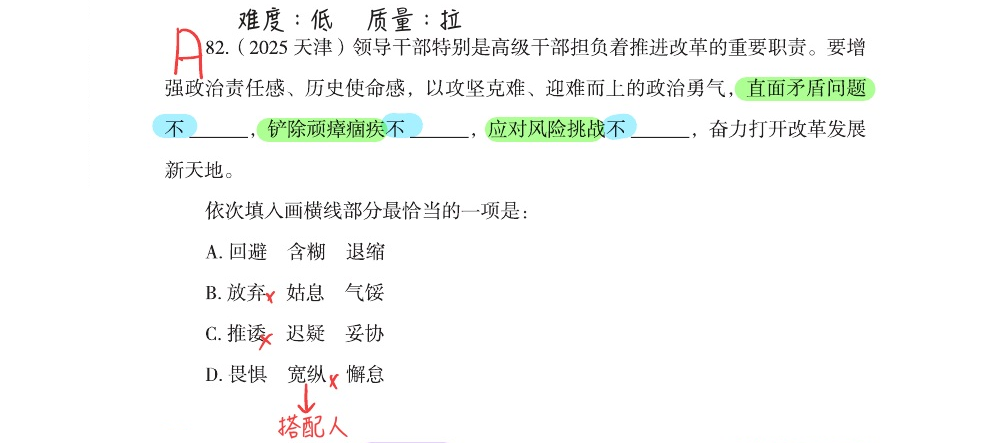 难度：低 质量：拉
A 82.（2025 天津）领导干部特别是高级干部担负着推进改革的重要职责。要增
强政治责任感、历史使命感，以攻坚克难、迎难而上的政治勇气，直面矛盾问题
不______，铲除顽瘴痼疾不______，应对风险挑战不______，奋力打开改革发展
新天地。
依次填入画横线部分最恰当的一项是：
A. 回避 含糊 退缩
B. 放弃× 姑息 气馁
C. 推诿× 迟疑 妥协
D. 畏惧 宽纵× 懈怠
搭配人